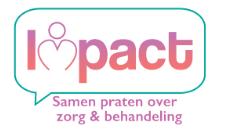 Impact
Samen praten over
zorg & behandeling